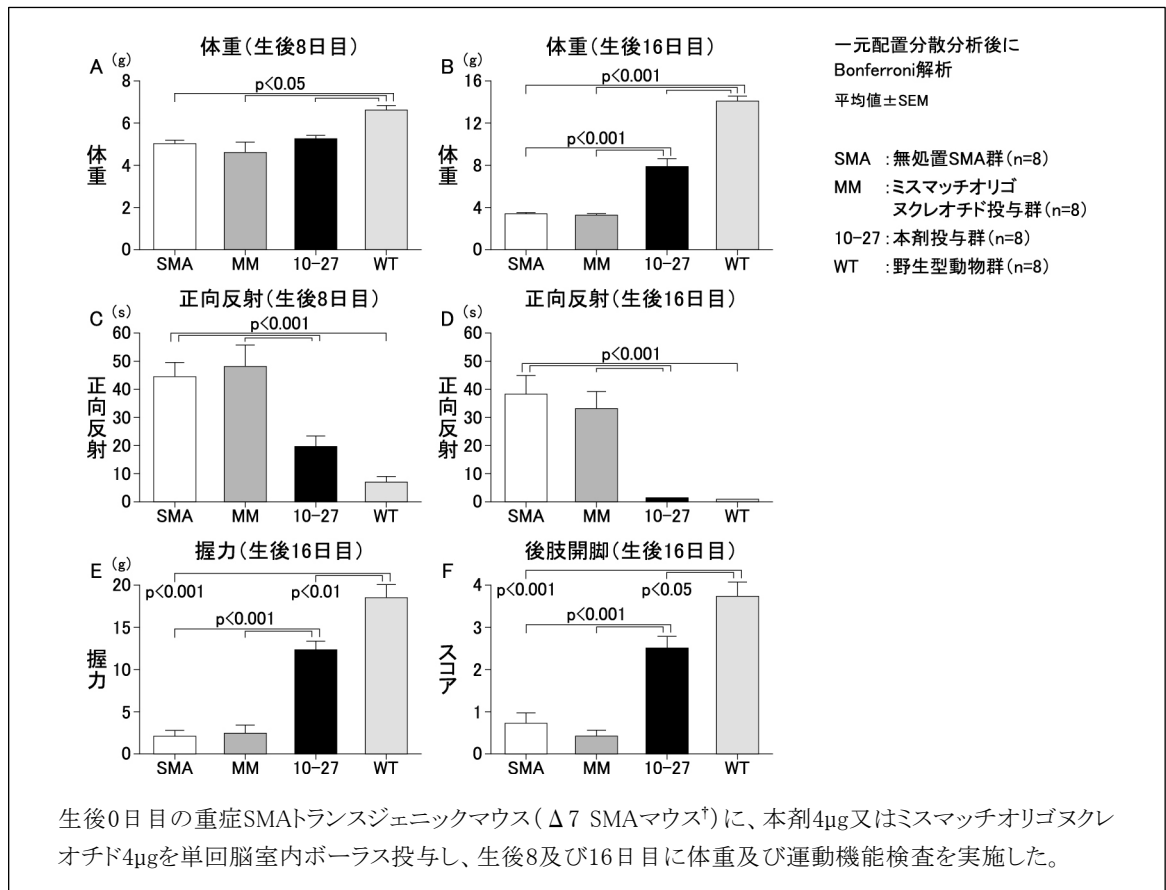 体重(生後8日目)
A (g)
p<0.05
8
6
4
2
0
体重
SMA MM 10-27 WT
体重(生後16日目)
B (g)
p<0.001
p<0.001
16
12
8
4
0
体重
SMA MM 10-27 WT
一元配置分散分析後に
Bonferroni解析
平均値±SEM
SMA :無処置SMA群(n=8)
MM :ミスマッチオリゴ
ヌクレオチド投与群(n=8)
10-27:本剤投与群(n=8)
WT :野生型動物群(n=8)
正向反射(生後8日目)
C (s)
p<0.001
60
50
40
30
20
10
0
正向反射
SMA MM 10-27 WT
正向反射(生後16日目)
D (s)
p<0.001
60
50
40
30
20
10
0
正向反射
SMA MM 10-27 WT
握力(生後16日目)
E (g)
p<0.001 p<0.01
p<0.001
20
15
10
5
0
握力
SMA MM 10-27 WT
後肢開脚(生後16日目)
F
p<0.001 p<0.05
p<0.001
4
3
2
1
0
スコア
SMA MM 10-27 WT
生後0日目の重症SMAトランスジェニックマウス(Δ7 SMAマウス†)に、本剤4μg又はミスマッチオリゴヌクレ
オチド4μgを単回脳室内ボーラス投与し、生後8及び16日目に体重及び運動機能検査を実施した。